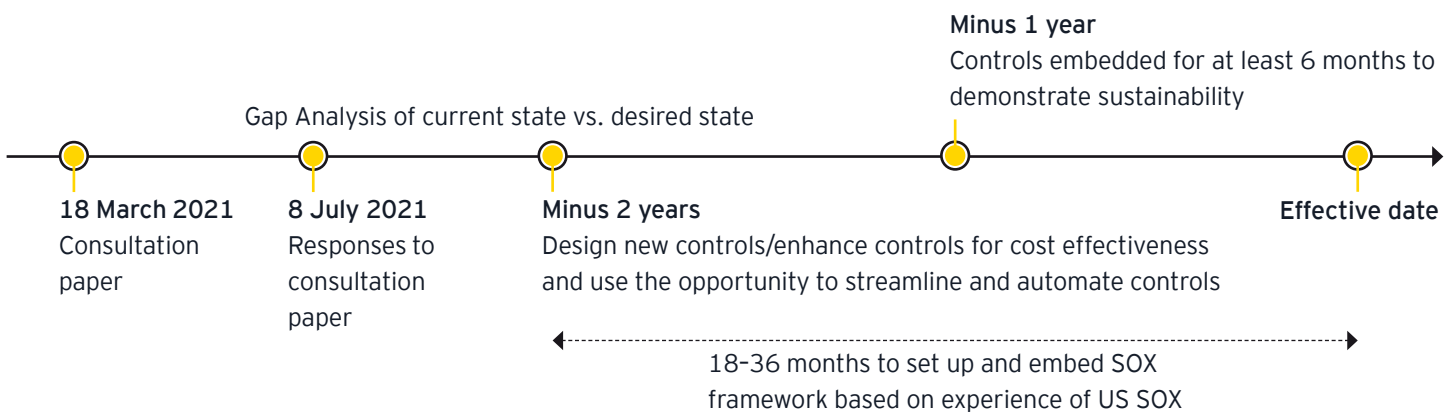 Minus 1 year
Controls embedded for at least 6 months to
demonstrate sustainability
Gap Analysis of current state vs. desired state
18 March 2021
Consultation
paper
8 July 2021
Responses to
consultation
paper
Minus 2 years
Design new controls/enhance controls for cost effectiveness
and use the opportunity to streamline and automate controls
Effective date
18–36 months to set up and embed SOX
framework based on experience of US SOX